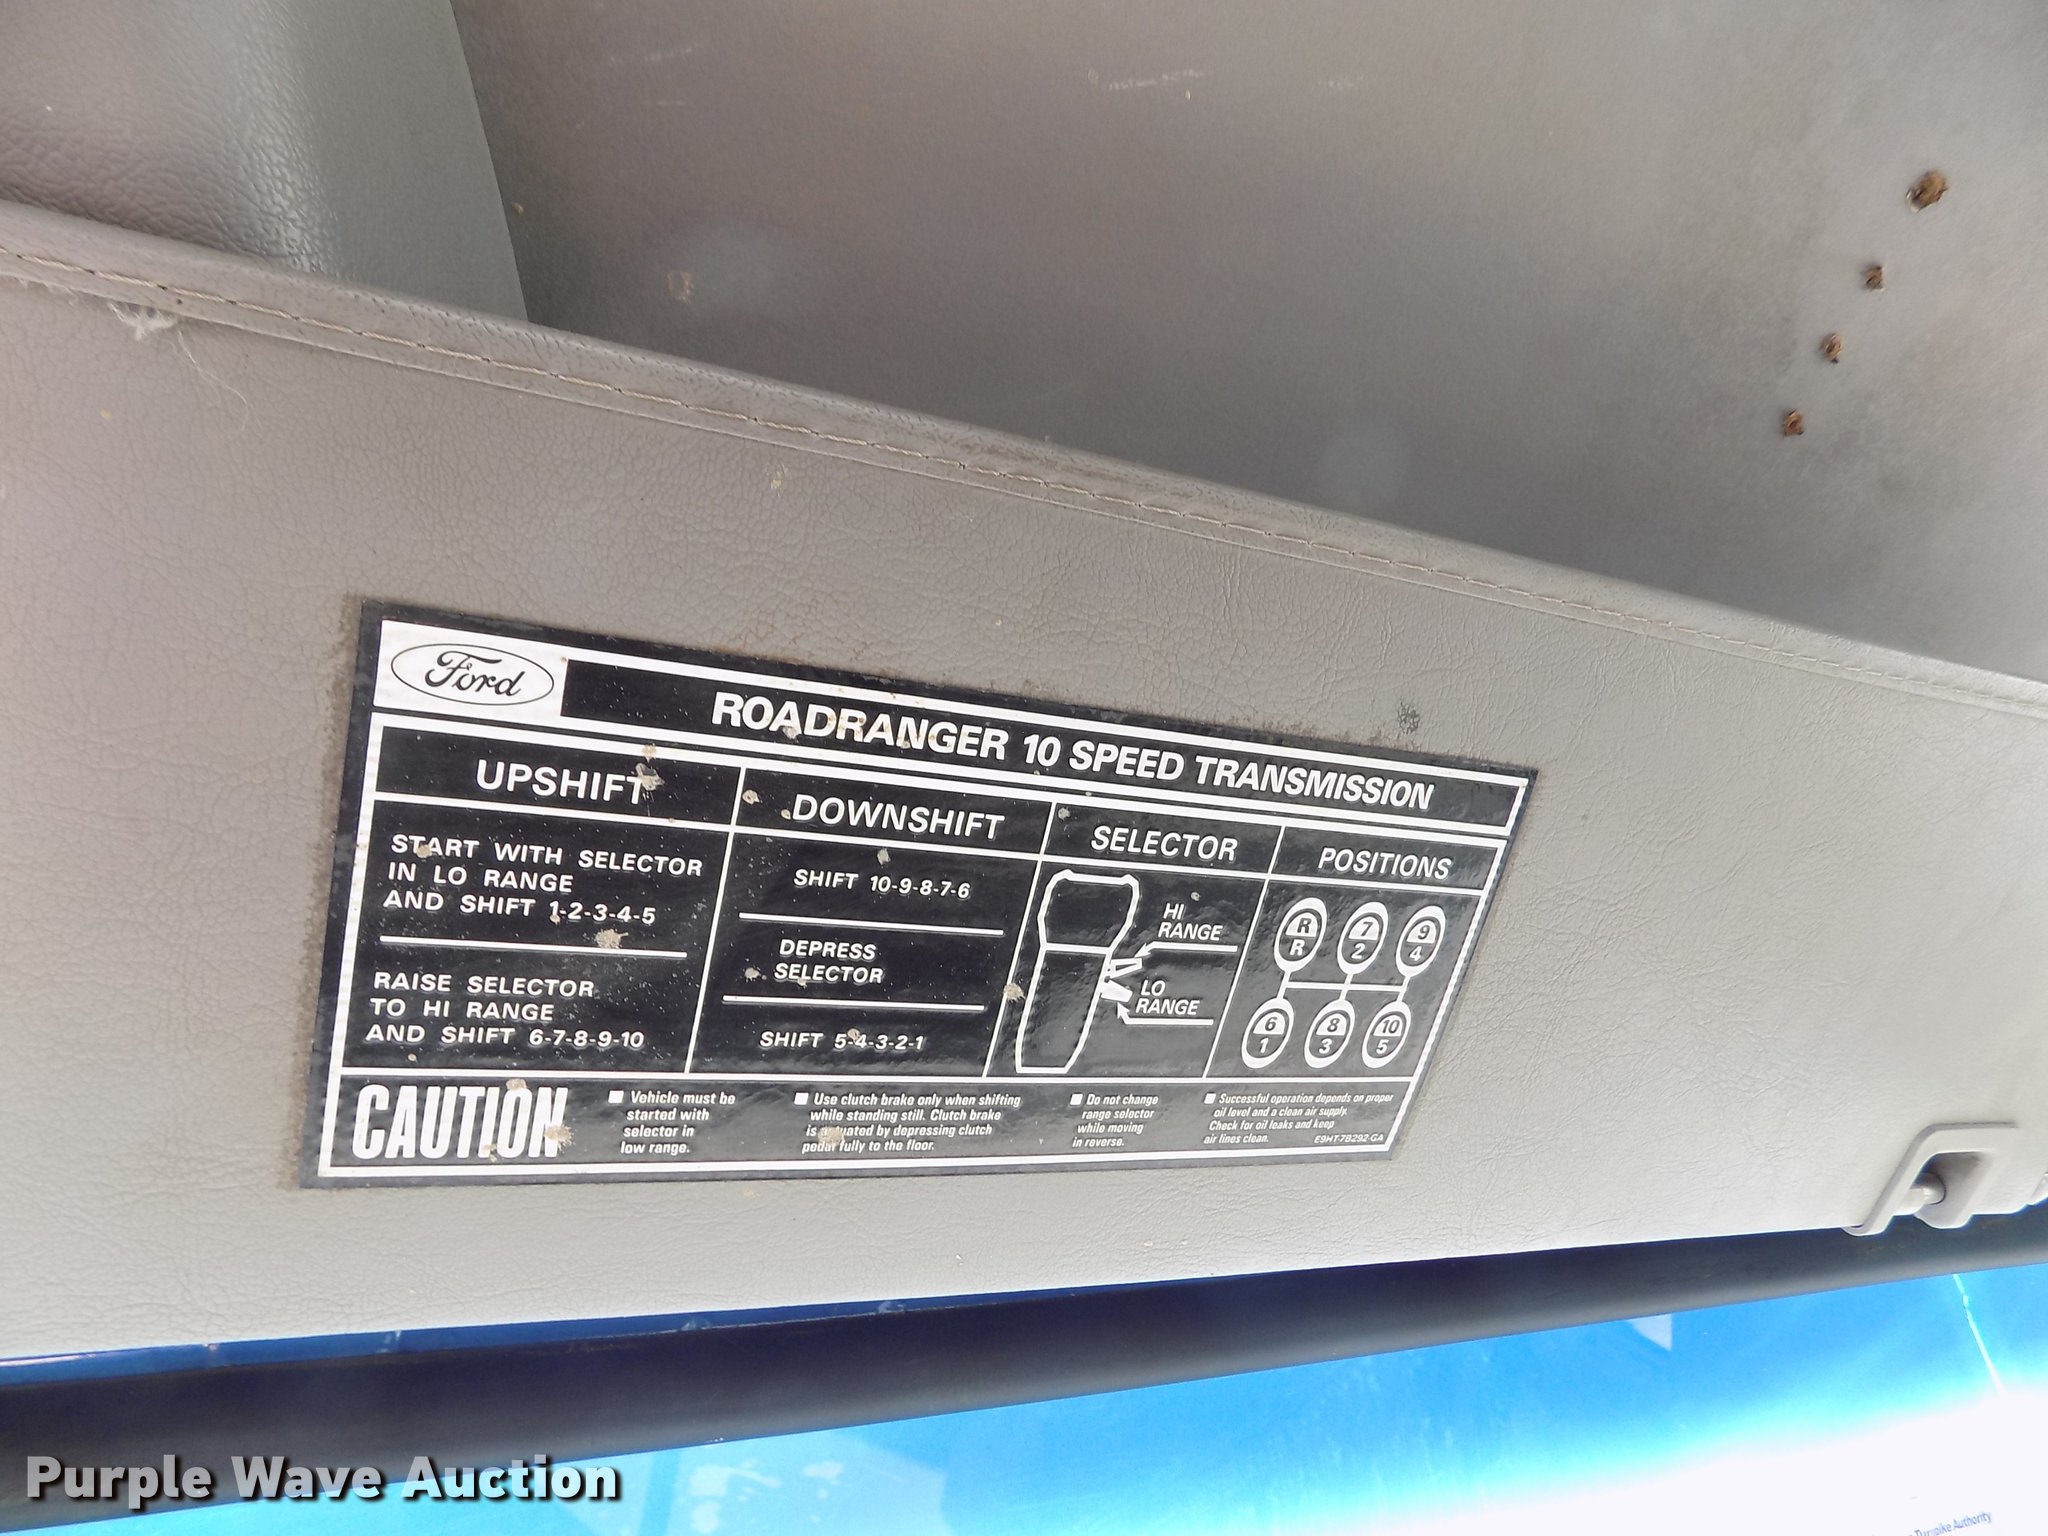 Ford
ROADRANGER 10 SPEED TRANSMISSION
UPSHIFT
START WITH SELECTOR
IN LO RANGE
AND SHIFT 1-2-3-4-5
RAISE SELECTOR
TO HI RANGE
AND SHIFT 6-7-8-9-10
DOWNSHIFT
SHIFT 10-9-8-7-6
DEPRESS
SELECTOR
SHIFT 5-4-3-2-1
SELECTOR
HI
RANGE
LO
RANGE
POSITIONS
R 7 9
R 2 4
6 8 10
1 3 5
CAUTION
■ Vehicle must be
started with
selector in
low range.
■ Use clutch brake only when shifting
while standing still. Clutch brake
is actuated by depressing clutch
pedal fully to the floor.
■ Do not change
range selector
while moving
in reverse.
■ Successful operation depends on proper
oil level and a clean air supply.
Check for oil leaks and keep
air lines clean.
E9HT-7B292-GA
Turnpike Authority
Purple Wave Auction